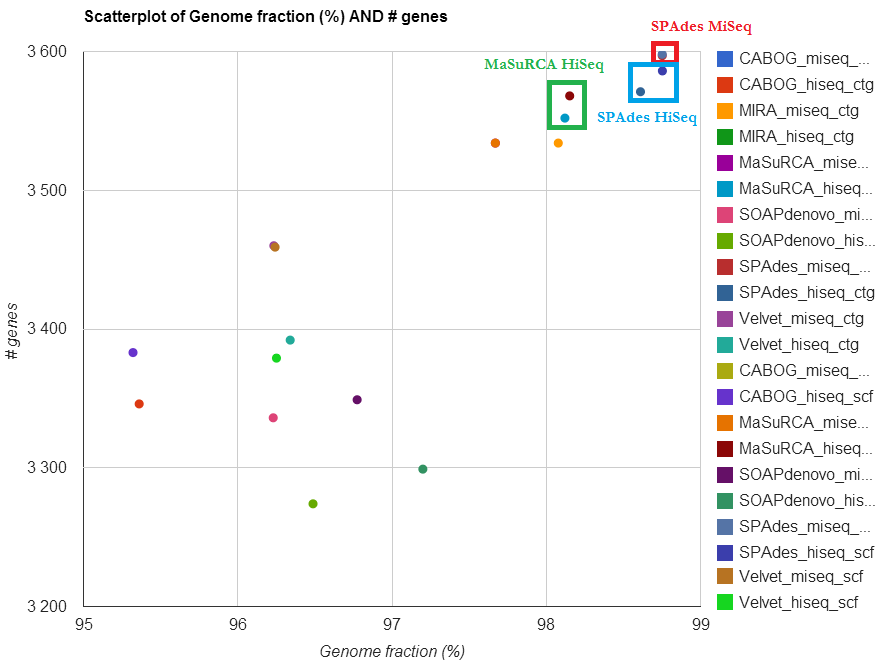 Scatterplot of Genome fraction (%) AND # genes
SPAdes MiSeq
MaSuRCA HiSeq
SPAdes HiSeq
3 600
3 500
3 400
3 300
3 200
# genes
95
96
97
98
99
Genome fraction (%)
CABOG_miseq_...
CABOG_hiseq_ctg
MIRA_miseq_ctg
MIRA_hiseq_ctg
MaSuRCA_mise...
MaSuRCA_hiseq...
SOAPdenovo_mi...
SOAPdenovo_his...
SPAdes_miseq_...
SPAdes_hiseq_ctg
Velvet_miseq_ctg
Velvet_hiseq_ctg
CABOG_miseq_...
CABOG_hiseq_scf
MaSuRCA_mise...
MaSuRCA_hiseq...
SOAPdenovo_mi...
SOAPdenovo_his...
SPAdes_miseq_...
SPAdes_hiseq_scf
Velvet_miseq_scf
Velvet_hiseq_scf